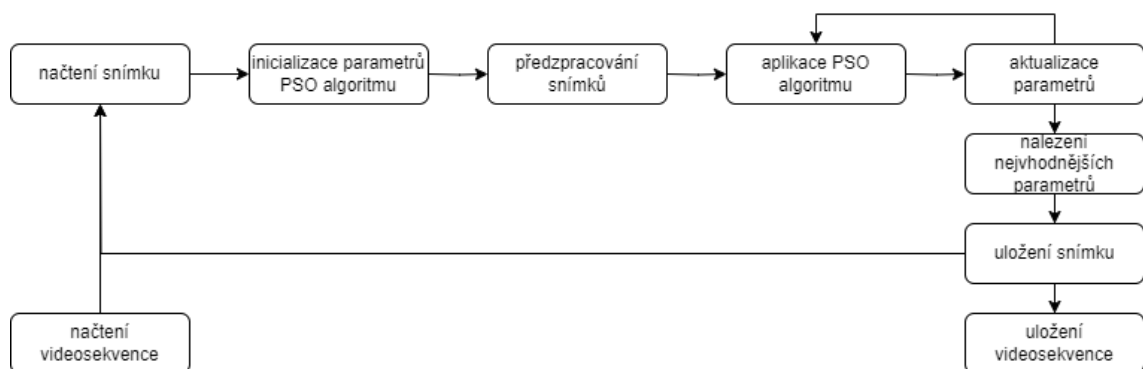 načtení snímku
inicializace parametrů
PSO algoritmu
předzpracování
snímků
aplikace PSO
algoritmu
aktualizace
parametrů
nalezení
nejvhodnějších
parametrů
uložení snímku
načtení
videosekvence
uložení
videosekvence